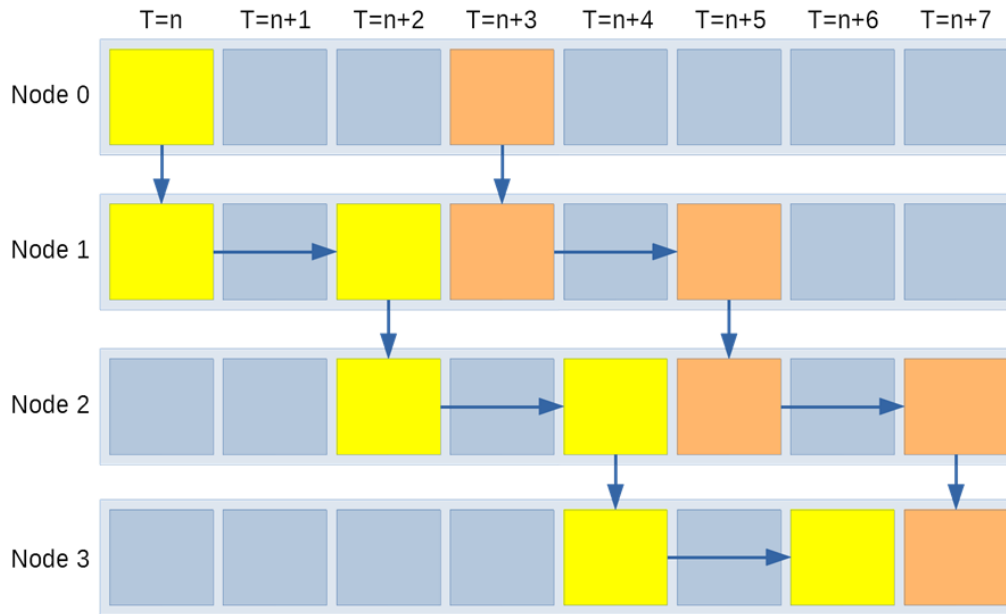 T=n T=n+1 T=n+2 T=n+3 T=n+4 T=n+5 T=n+6 T=n+7
Node 0
Node 1
Node 2
Node 3